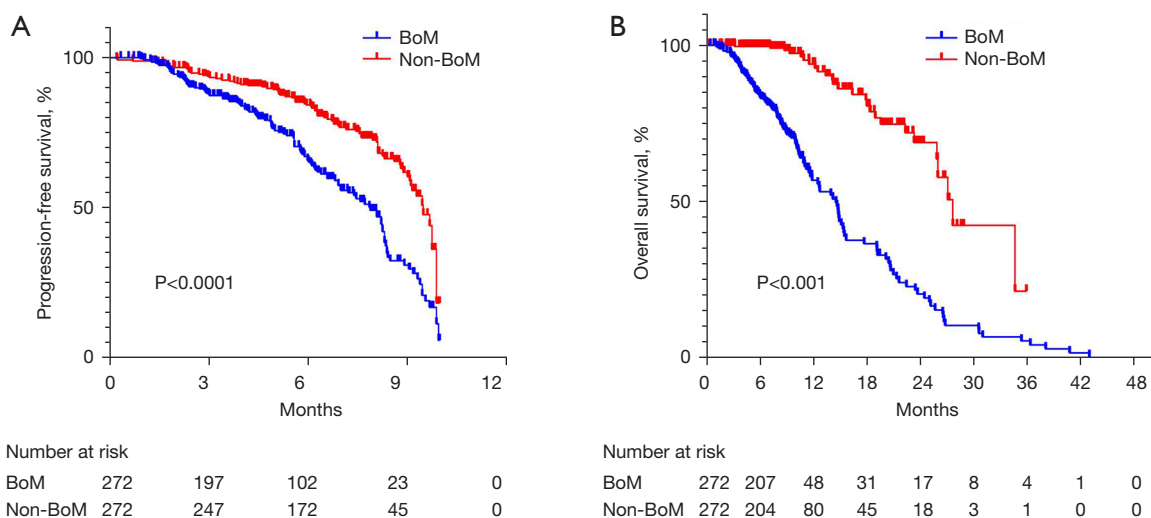 A
BoM
Non-BoM
100
50
0
Progression-free survival, %
P<0.0001
0 3 6 9 12
Months
Number at risk
BoM 272 197 102 23 0
Non-BoM 272 247 172 45 0
B
BoM
Non-BoM
100
50
0
Overall survival, %
P<0.001
0 6 12 18 24 30 36 42 48
Months
Number at risk
BoM 272 207 48 31 17 8 4 1 0
Non-BoM 272 204 80 45 18 3 1 0 0